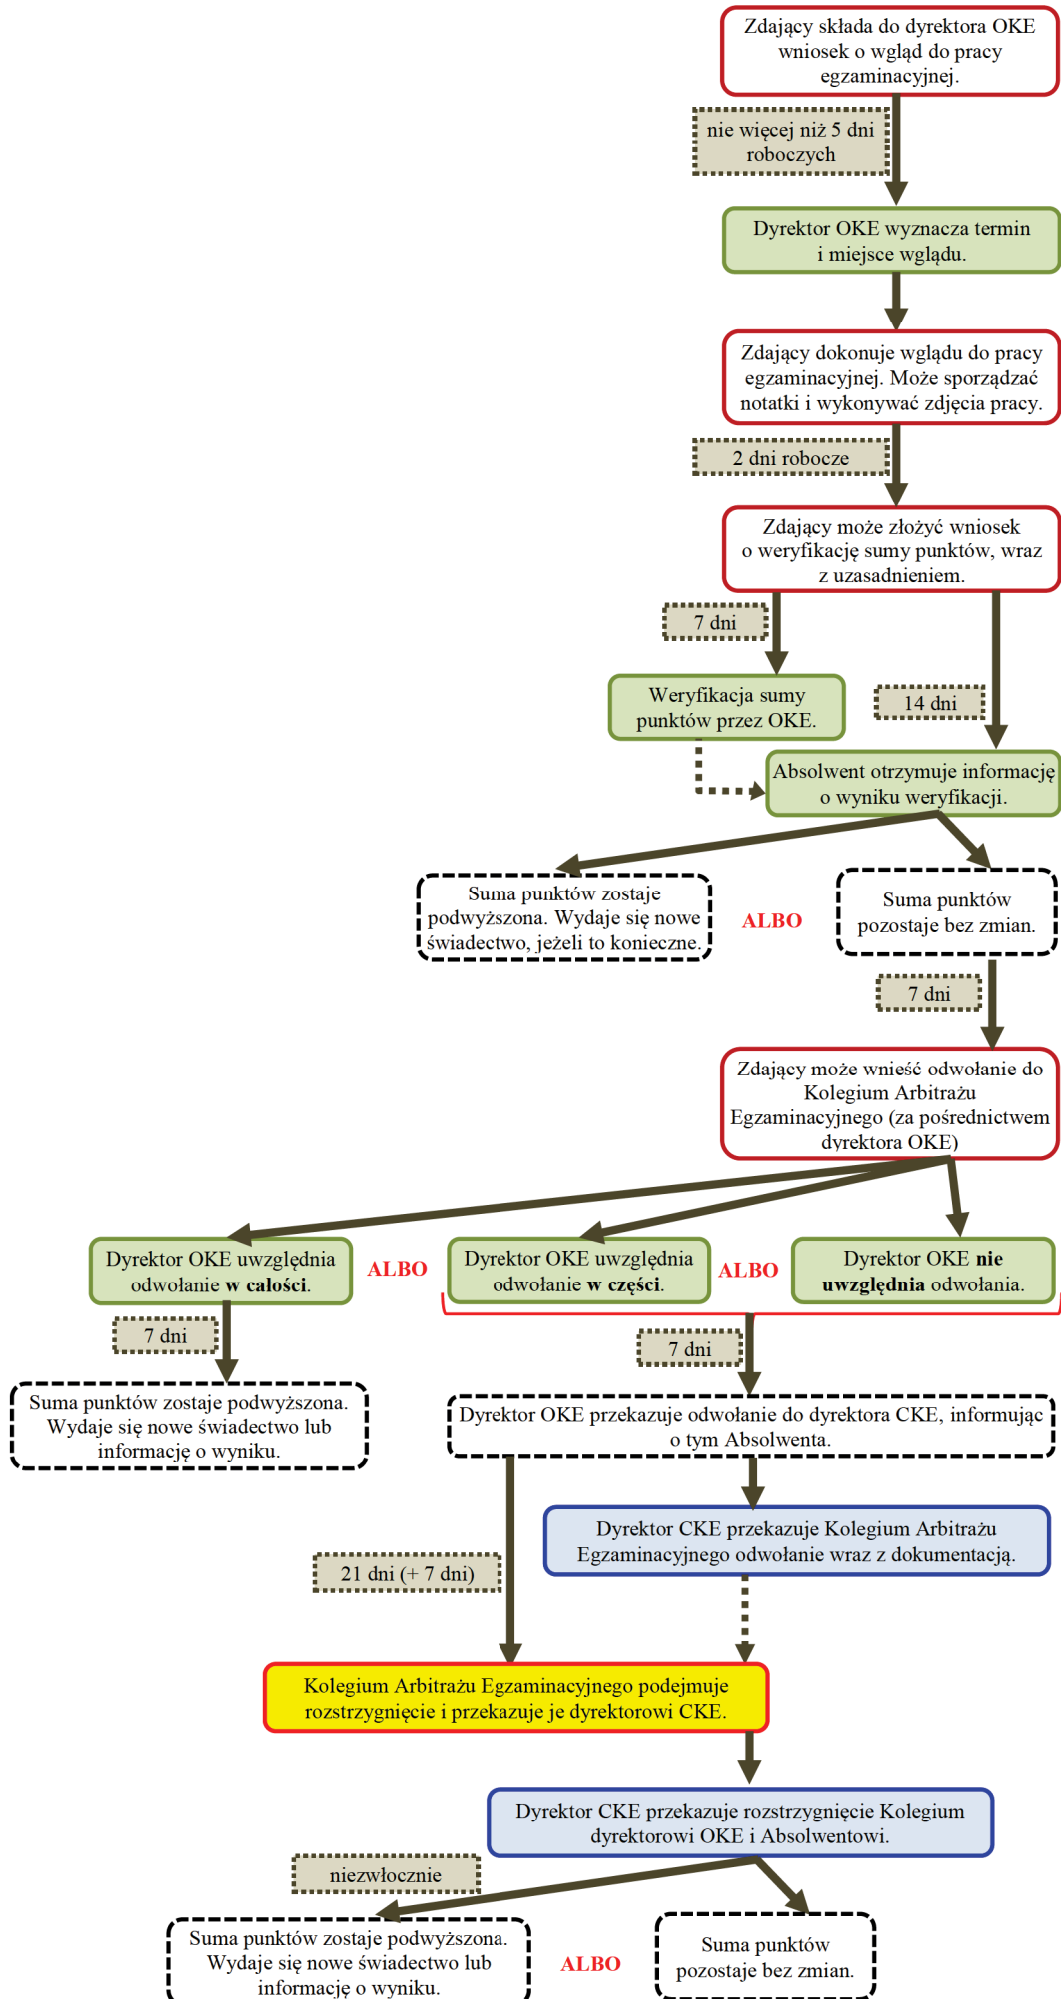 Zdający składa do dyrektora OKE
wniosek o wgląd do pracy
egzaminacyjnej.
nie więcej niż 5 dni
roboczych
Dyrektor OKE wyznacza termin
i miejsce wglądu.
Zdający dokonuje wglądu do pracy
egzaminacyjnej. Może sporządzać
notatki i wykonywać zdjęcia pracy.
2 dni robocze
Zdający może złożyć wniosek
o weryfikację sumy punktów, wraz
z uzasadnieniem.
7 dni
Weryfikacja sumy
punktów przez OKE.
14 dni
Absolwent otrzymuje informację
o wyniku weryfikacji.
Suma punktów zostaje
podwyższona. Wydaje się nowe
świadectwo, jeżeli to konieczne.
ALBO
Suma punktów
pozostaje bez zmian.
7 dni
Zdający może wnieść odwołanie do
Kolegium Arbitrażu
Egzaminacyjnego (za pośrednictwem
dyrektora OKE)
Dyrektor OKE uwzględnia
odwołanie w całości.
ALBO
Dyrektor OKE uwzględnia
odwołanie w części.
ALBO
Dyrektor OKE nie
uwzględnia odwołania.
7 dni
7 dni
Suma punktów zostaje podwyższona.
Wydaje się nowe świadectwo lub
informację o wyniku.
Dyrektor OKE przekazuje odwołanie do dyrektora CKE, informując
o tym Absolwenta.
Dyrektor CKE przekazuje Kolegium Arbitrażu
Egzaminacyjnego odwołanie wraz z dokumentacją.
21 dni (+ 7 dni)
Kolegium Arbitrażu Egzaminacyjnego podejmuje
rozstrzygnięcie i przekazuje je dyrektorowi CKE.
Dyrektor CKE przekazuje rozstrzygnięcie Kolegium
dyrektorowi OKE i Absolwentowi.
niezwłocznie
Suma punktów zostaje podwyższona.
Wydaje się nowe świadectwo lub
informację o wyniku.
ALBO
Suma punktów
pozostaje bez zmian.